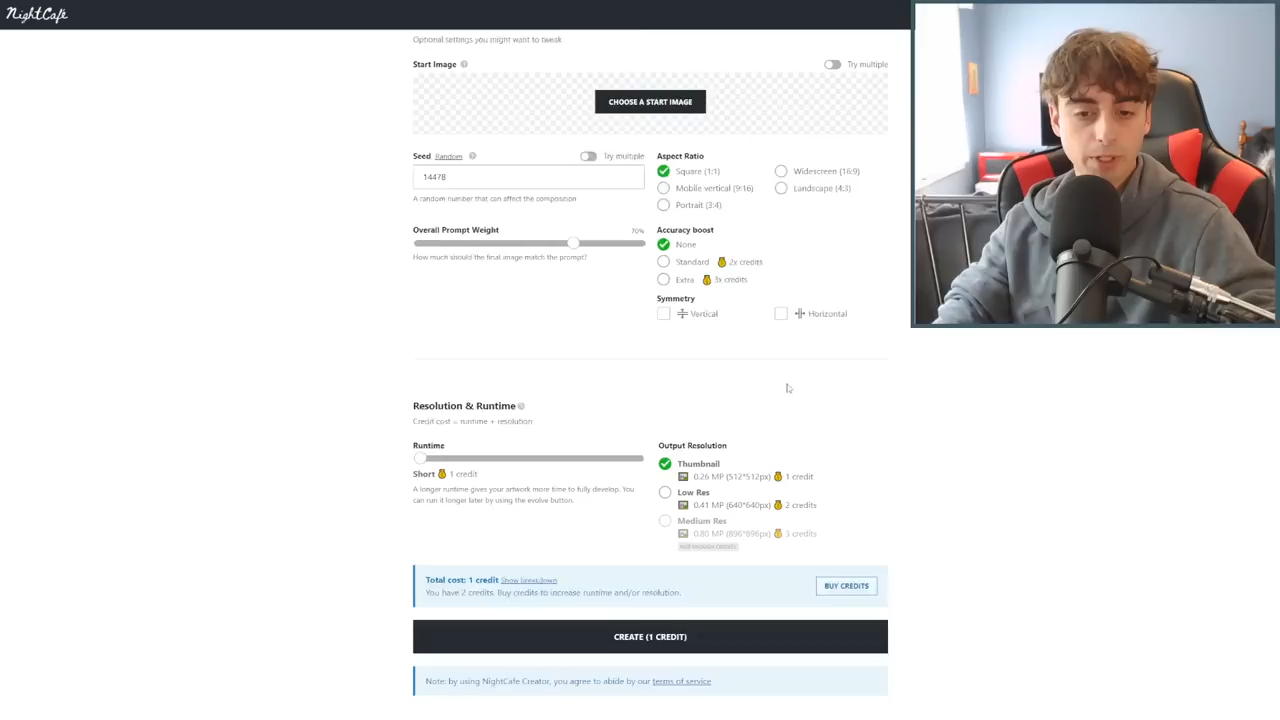 NightCafé
Optional settings you might want to tweak
Start Image
Try multiple
CHOOSE A START IMAGE
Seed Random
Try multiple
14478
A random number that can affect the composition
Overall Prompt Weight 70%
How much should the final image match the prompt?
Aspect Ratio
Square (1:1)
Widescreen (16:9)
Mobile vertical (9:16)
Landscape (4:3)
Portrait (3:4)
Accuracy boost
None
Standard 2x credits
Extra 3x credits
Symmetry
Vertical
Horizontal
Resolution & Runtime
Credit cost = runtime + resolution
Runtime
Short 1 credit
A longer runtime gives your artwork more time to fully develop. You
can run it longer later by using the evolve button.
Output Resolution
Thumbnail
0.26 MP (512*512px) 1 credit
Low Res
0.41 MP (640*640px) 2 credits
Medium Res
0.80 MP (896*896px) 3 credits
NOT ENOUGH CREDITS
Total cost: 1 credit Show breakdown
You have 2 credits. Buy credits to increase runtime and/or resolution.
BUY CREDITS
CREATE (1 CREDIT)
Note: by using NightCafe Creator, you agree to abide by our terms of service